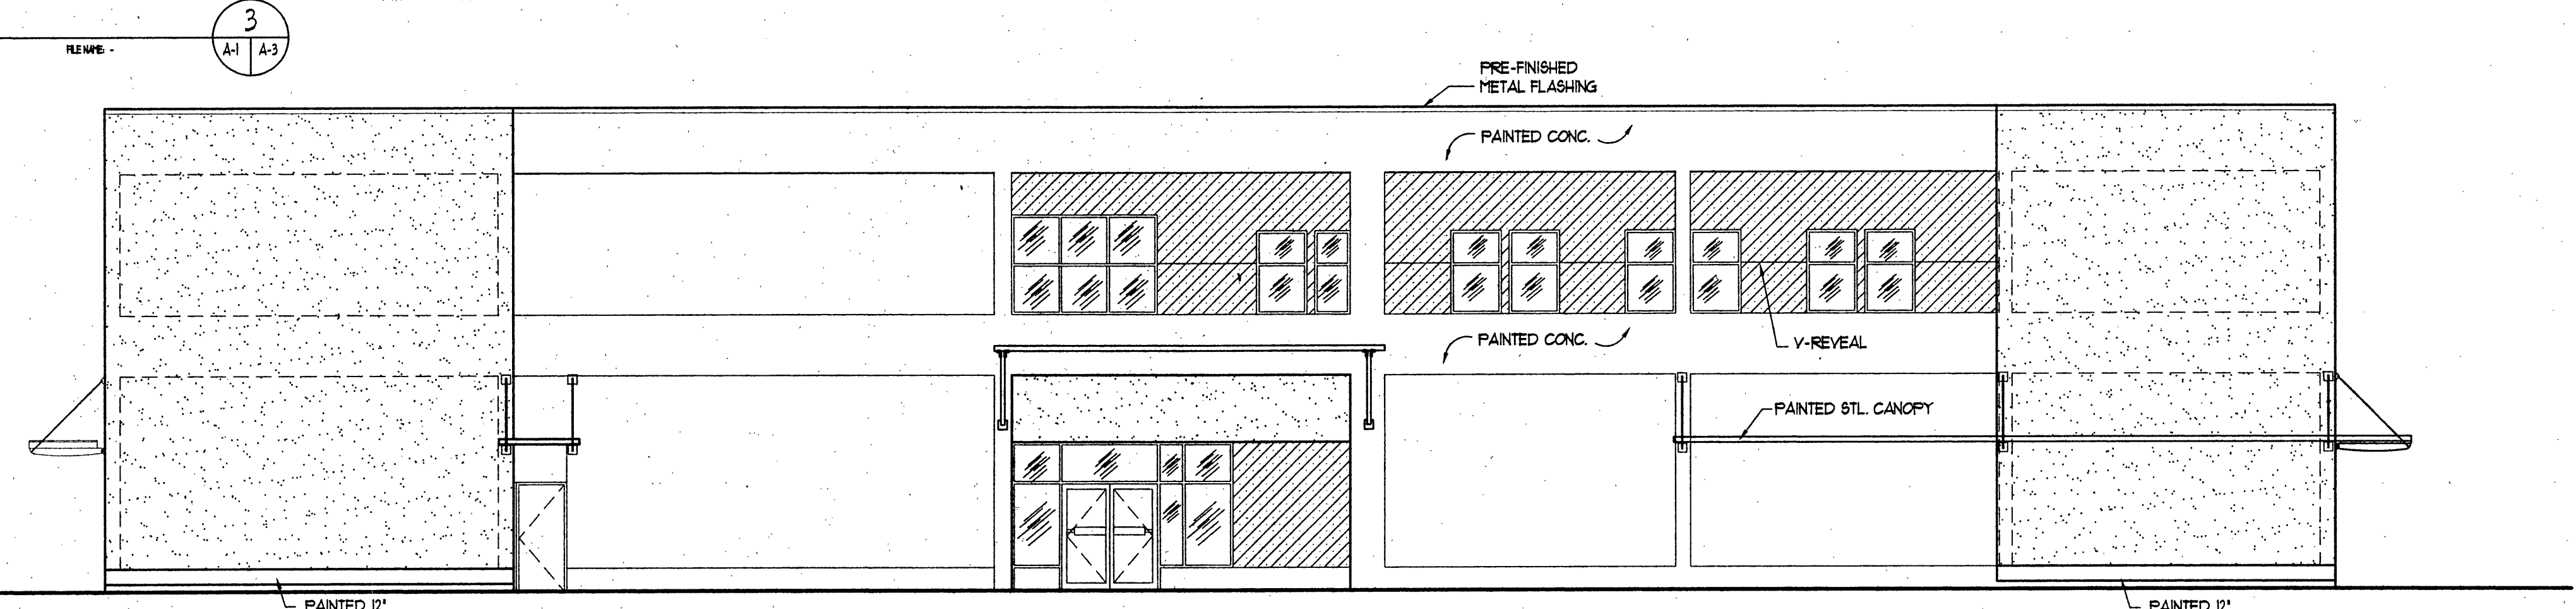 3
A-1 A-3
FILE NAME: -
PRE-FINISHED
METAL FLASHING
PAINTED CONC.
PAINTED CONC.
V-REVEAL
PAINTED STL. CANOPY
PAINTED 12"
PAINTED 12"